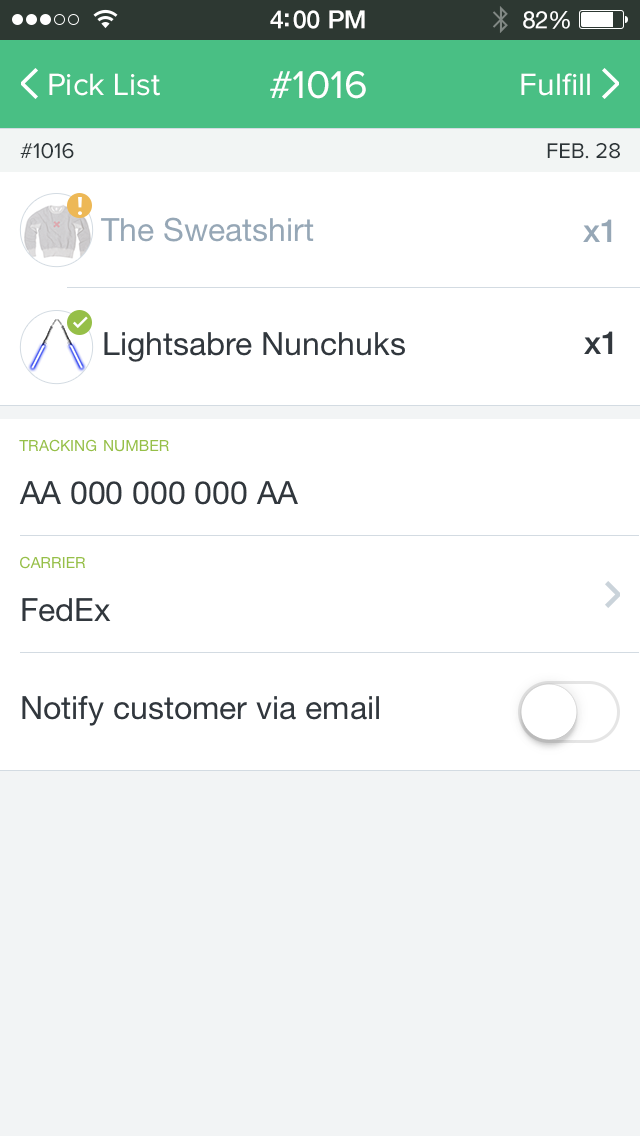 4:00 PM 82%
Pick List #1016 Fulfill
#1016 FEB. 28
The Sweatshirt x1
Lightsabre Nunchuks x1
TRACKING NUMBER
AA 000 000 000 AA
CARRIER
FedEx
Notify customer via email